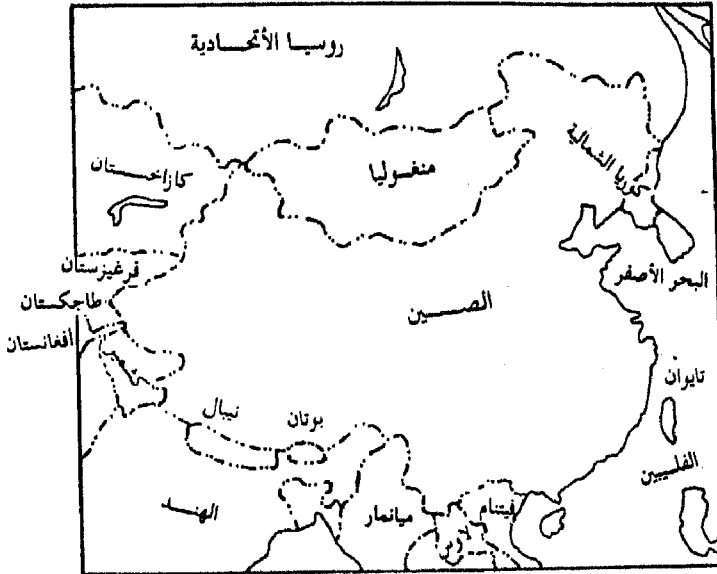 روسيا الأتحادية
كازاخستان
منغوليا
كوريا الشمالية
قرغيزستان
البحر الأصفر
طاجكستان
الصين
أفغانستان
تايوان
نيبال
بوتان
الفلبين
الهند
ميانمار
فيتنام
لاوس